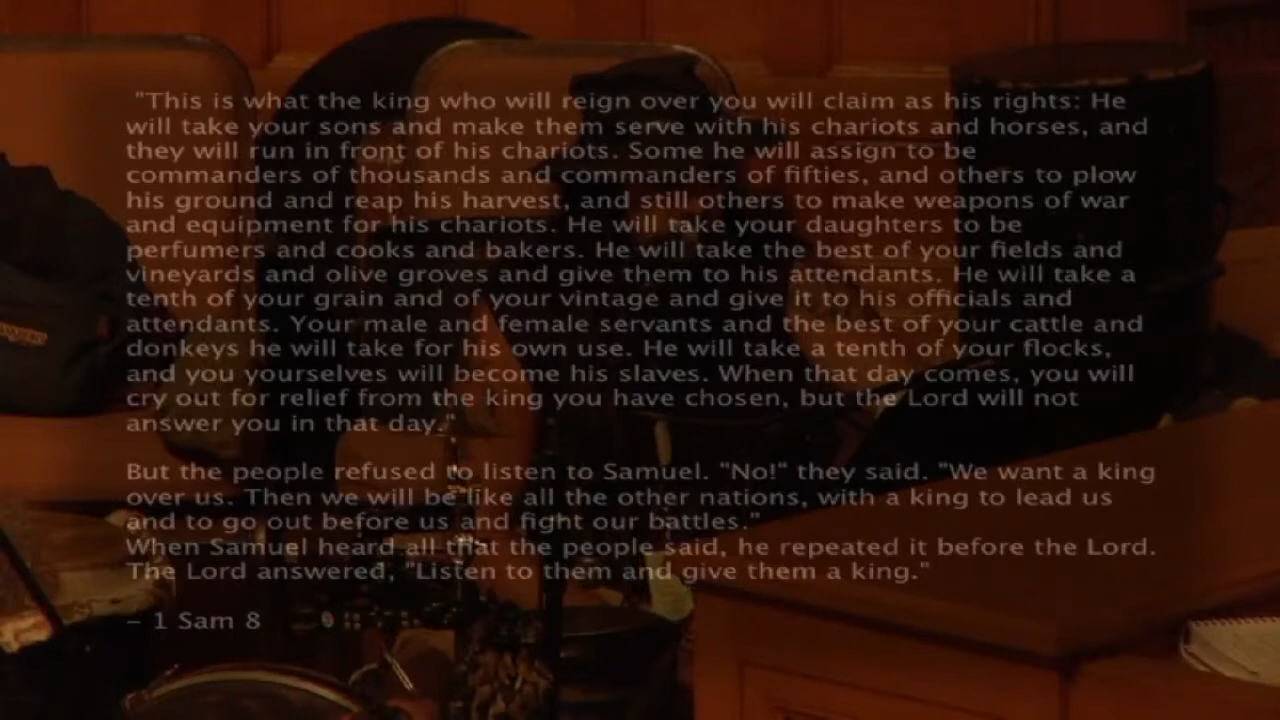 "This is what the king who will reign over you will claim as his rights: He
will take your sons and make them serve with his chariots and horses, and
they will run in front of his chariots. Some he will assign to be
commanders of thousands and commanders of fifties, and others to plow
his ground and reap his harvest, and still others to make weapons of war
and equipment for his chariots. He will take your daughters to be
perfumers and cooks and bakers. He will take the best of your fields and
vineyards and olive groves and give them to his attendants. He will take a
tenth of your grain and of your vintage and give it to his officials and
attendants. Your male and female servants and the best of your cattle and
donkeys he will take for his own use. He will take a tenth of your flocks,
and you yourselves will become his slaves. When that day comes, you will
cry out for relief from the king you have chosen, but the Lord will not
answer you in that day."
But the people refused to listen to Samuel. "No!" they said. "We want a king
over us. Then we will be like all the other nations, with a king to lead us
and to go out before us and fight our battles."
When Samuel heard all that the people said, he repeated it before the Lord.
The Lord answered, "Listen to them and give them a king."
– 1 Sam 8